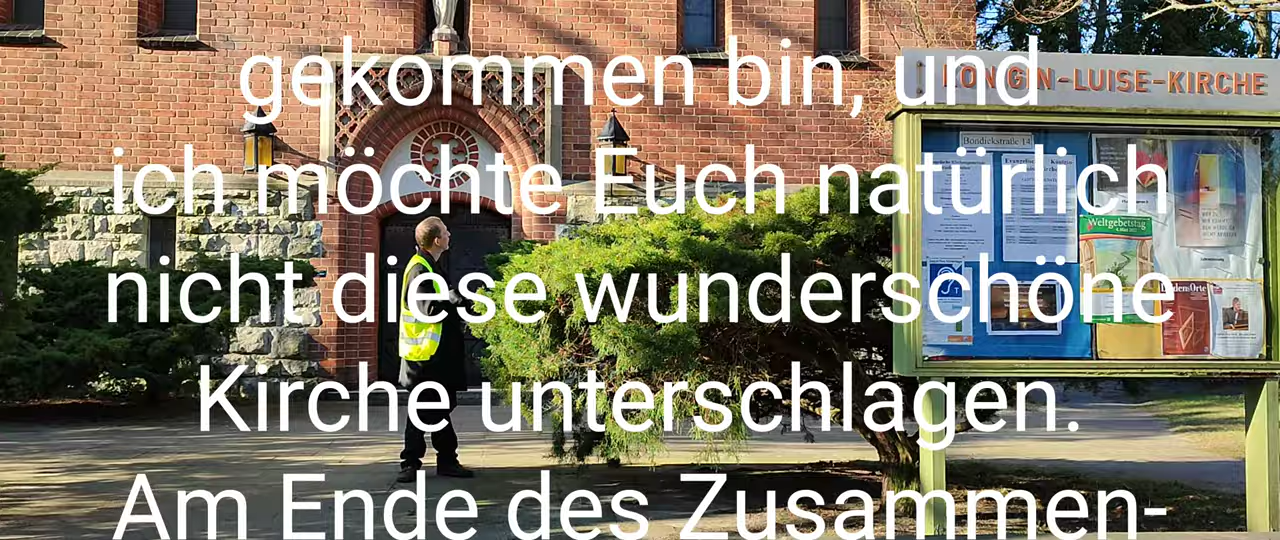 gekommen bin, und
ich möchte Euch natürlich
nicht diese wunderschöne
Kirche unterschlagen.
Am Ende des Zusammen-
KÖNIGIN-LUISE-KIRCHE
Bondickstraße 14
Weltgebetstag